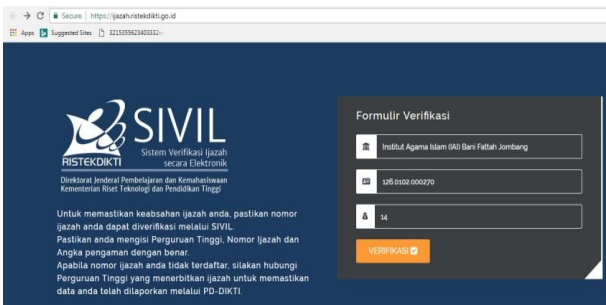 Secure | https://ijazah.ristekdikti.go.id
Apps Suggested Sites
RISTEKDIKTI
SIVIL
Sistem Verifikasi Ijazah
secara Elektronik
Direktorat Jenderal Pembelajaran dan Kemahasiswaan
Kementerian Riset Teknologi dan Pendidikan Tinggi
Untuk memastikan keabsahan ijazah anda, pastikan nomor
ijazah anda dapat diverifikasi melalui SIVIL.
Pastikan anda mengisi Perguruan Tinggi, Nomor Ijazah dan
Angka pengaman dengan benar.
Apabila nomor ijazah anda tidak terdaftar, silakan hubungi
Perguruan Tinggi yang menerbitkan ijazah untuk memastikan
data anda telah dilaporkan melalui PD-DIKTI.
Formulir Verifikasi
Institut Agama Islam (IAI) Bani Fattah Jombang
126.0102.000270
14
VERIFIKASI